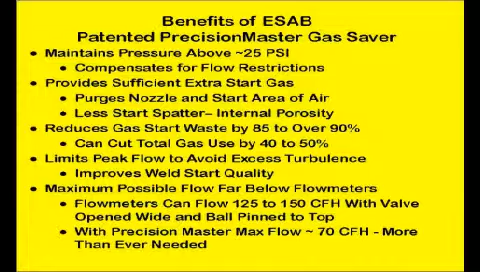 Benefits of ESAB
Patented PrecisionMaster Gas Saver
• Maintains Pressure Above ~25 PSI
• Compensates for Flow Restrictions
• Provides Sufficient Extra Start Gas
• Purges Nozzle and Start Area of Air
• Less Start Spatter– Internal Porosity
• Reduces Gas Start Waste by 85 to Over 90%
• Can Cut Total Gas Use by 40 to 50%
• Limits Peak Flow to Avoid Excess Turbulence
• Improves Weld Start Quality
• Maximum Possible Flow Far Below Flowmeters
• Flowmeters Can Flow 125 to 150 CFH With Valve
Opened Wide and Ball Pinned to Top
• With Precision Master Max Flow ~ 70 CFH - More
Than Ever Needed